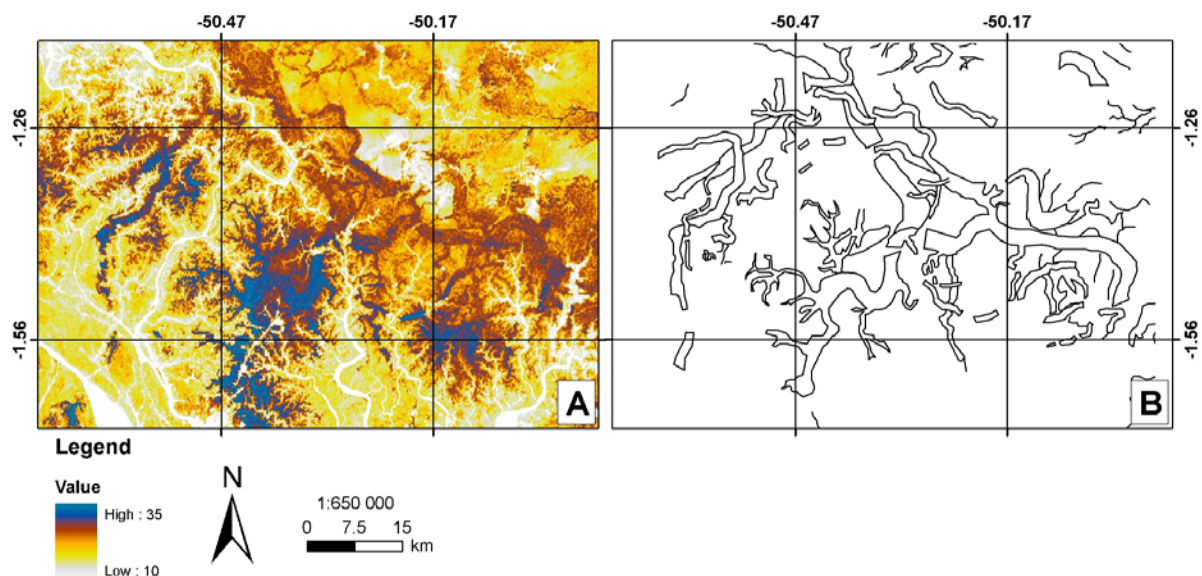 -50.47 -50.17 -50.47 -50.17
-1.26 -1.26
-1.56 -1.56
A B
Legend
Value
High : 35
Low : 10
N
1:650 000
0 7.5 15
km